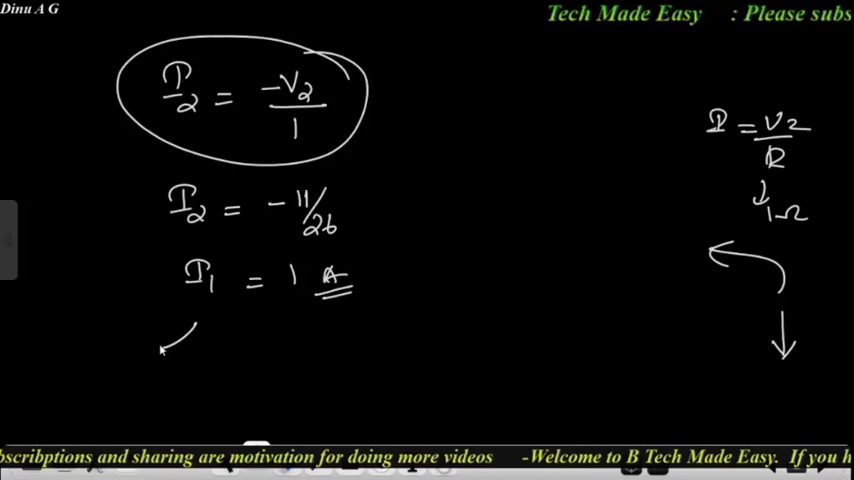 Dinu A G
Tech Made Easy : Please subs
I2 = -V2/1
I = V2/R
1Ω
I2 = -11/26
I1 = 1 A
bscribptions and sharing are motivation for doing more videos -Welcome to B Tech Made Easy. If you h